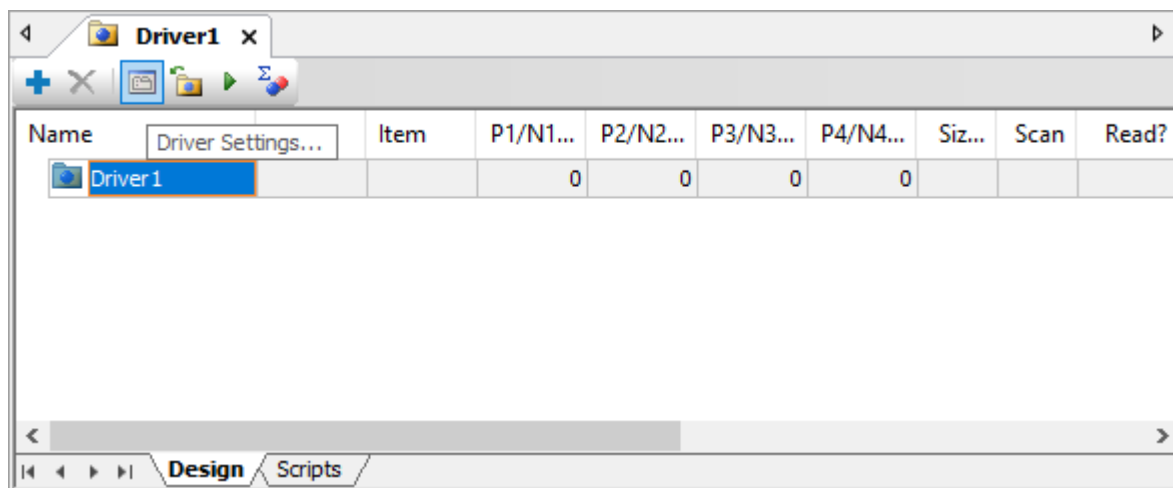 Driver1
Name Item P1/N1... P2/N2... P3/N3... P4/N4... Siz... Scan Read?
Driver Settings...
Driver1 0 0 0 0
Design Scripts